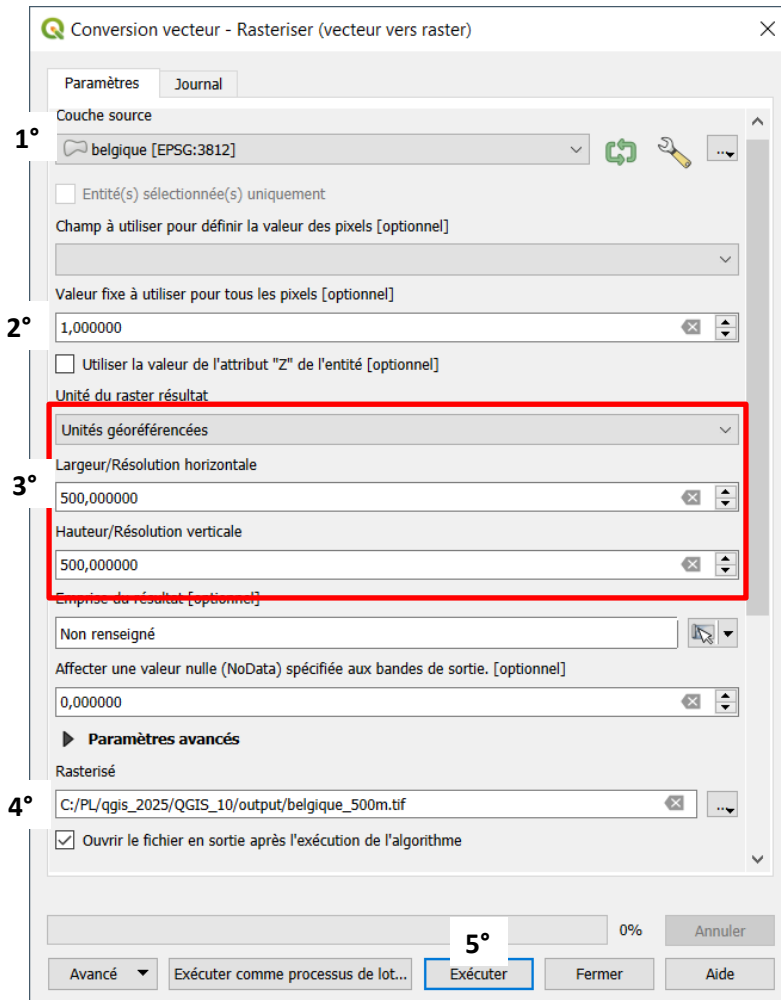 Conversion vecteur - Rasteriser (vecteur vers raster)
Paramètres Journal
Couche source
1° belgique [EPSG:3812] ...
Entité(s) sélectionnée(s) uniquement
Champ à utiliser pour définir la valeur des pixels [optionnel]
Valeur fixe à utiliser pour tous les pixels [optionnel]
2° 1,000000
Utiliser la valeur de l'attribut "Z" de l'entité [optionnel]
Unité du raster résultat
Unités géoréférencées
Largeur/Résolution horizontale
3° 500,000000
Hauteur/Résolution verticale
500,000000
Emprise du résultat [optionnel]
Non renseigné
Affecter une valeur nulle (NoData) spécifiée aux bandes de sortie. [optionnel]
0,000000
Paramètres avancés
Rasterisé
4° C:/PL/qgis_2025/QGIS_10/output/belgique_500m.tif ...
Ouvrir le fichier en sortie après l'exécution de l'algorithme
5° 0% Annuler
Avancé Exécuter comme processus de lot... Exécuter Fermer Aide